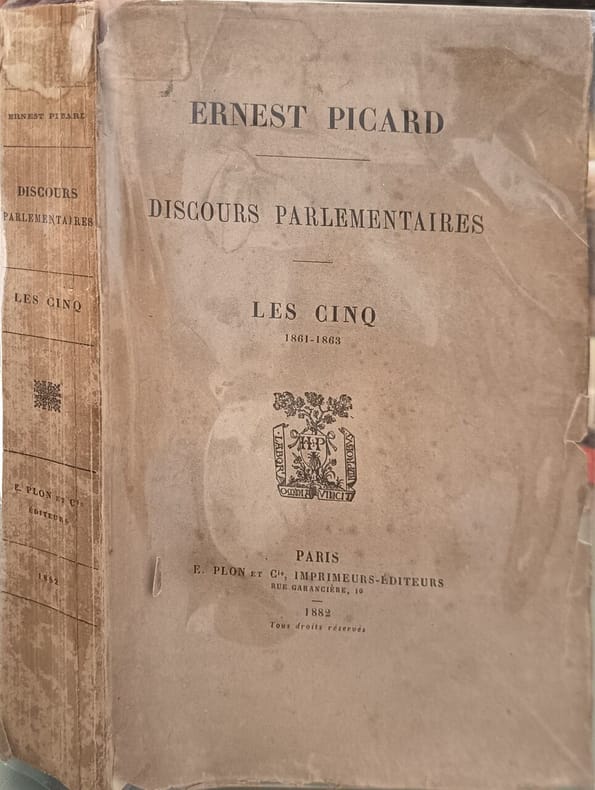 ERNEST PICARD
DISCOURS
PARLEMENTAIRES
LES CINQ
E. PLON ET Cie
ÉDITEURS
1882
ERNEST PICARD
DISCOURS PARLEMENTAIRES
LES CINQ
1861-1863
LABOR
HP
OMNIA VINCIT
PARIS
E. PLON ET Cie, IMPRIMEURS-ÉDITEURS
RUE GARANCIÈRE, 10
1882
Tous droits réservés